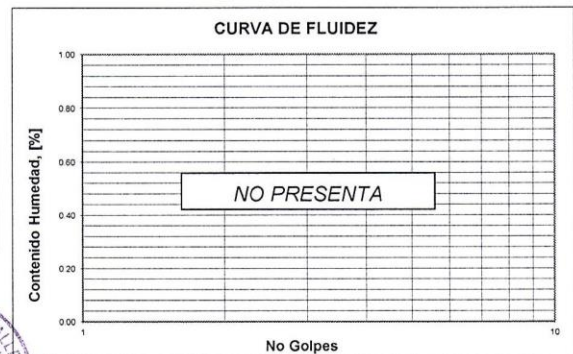 CURVA DE FLUIDEZ
1.00
0.80
0.60
0.40
0.20
0.00
Contenido Humedad, [%]
NO PRESENTA
1
10
No Golpes